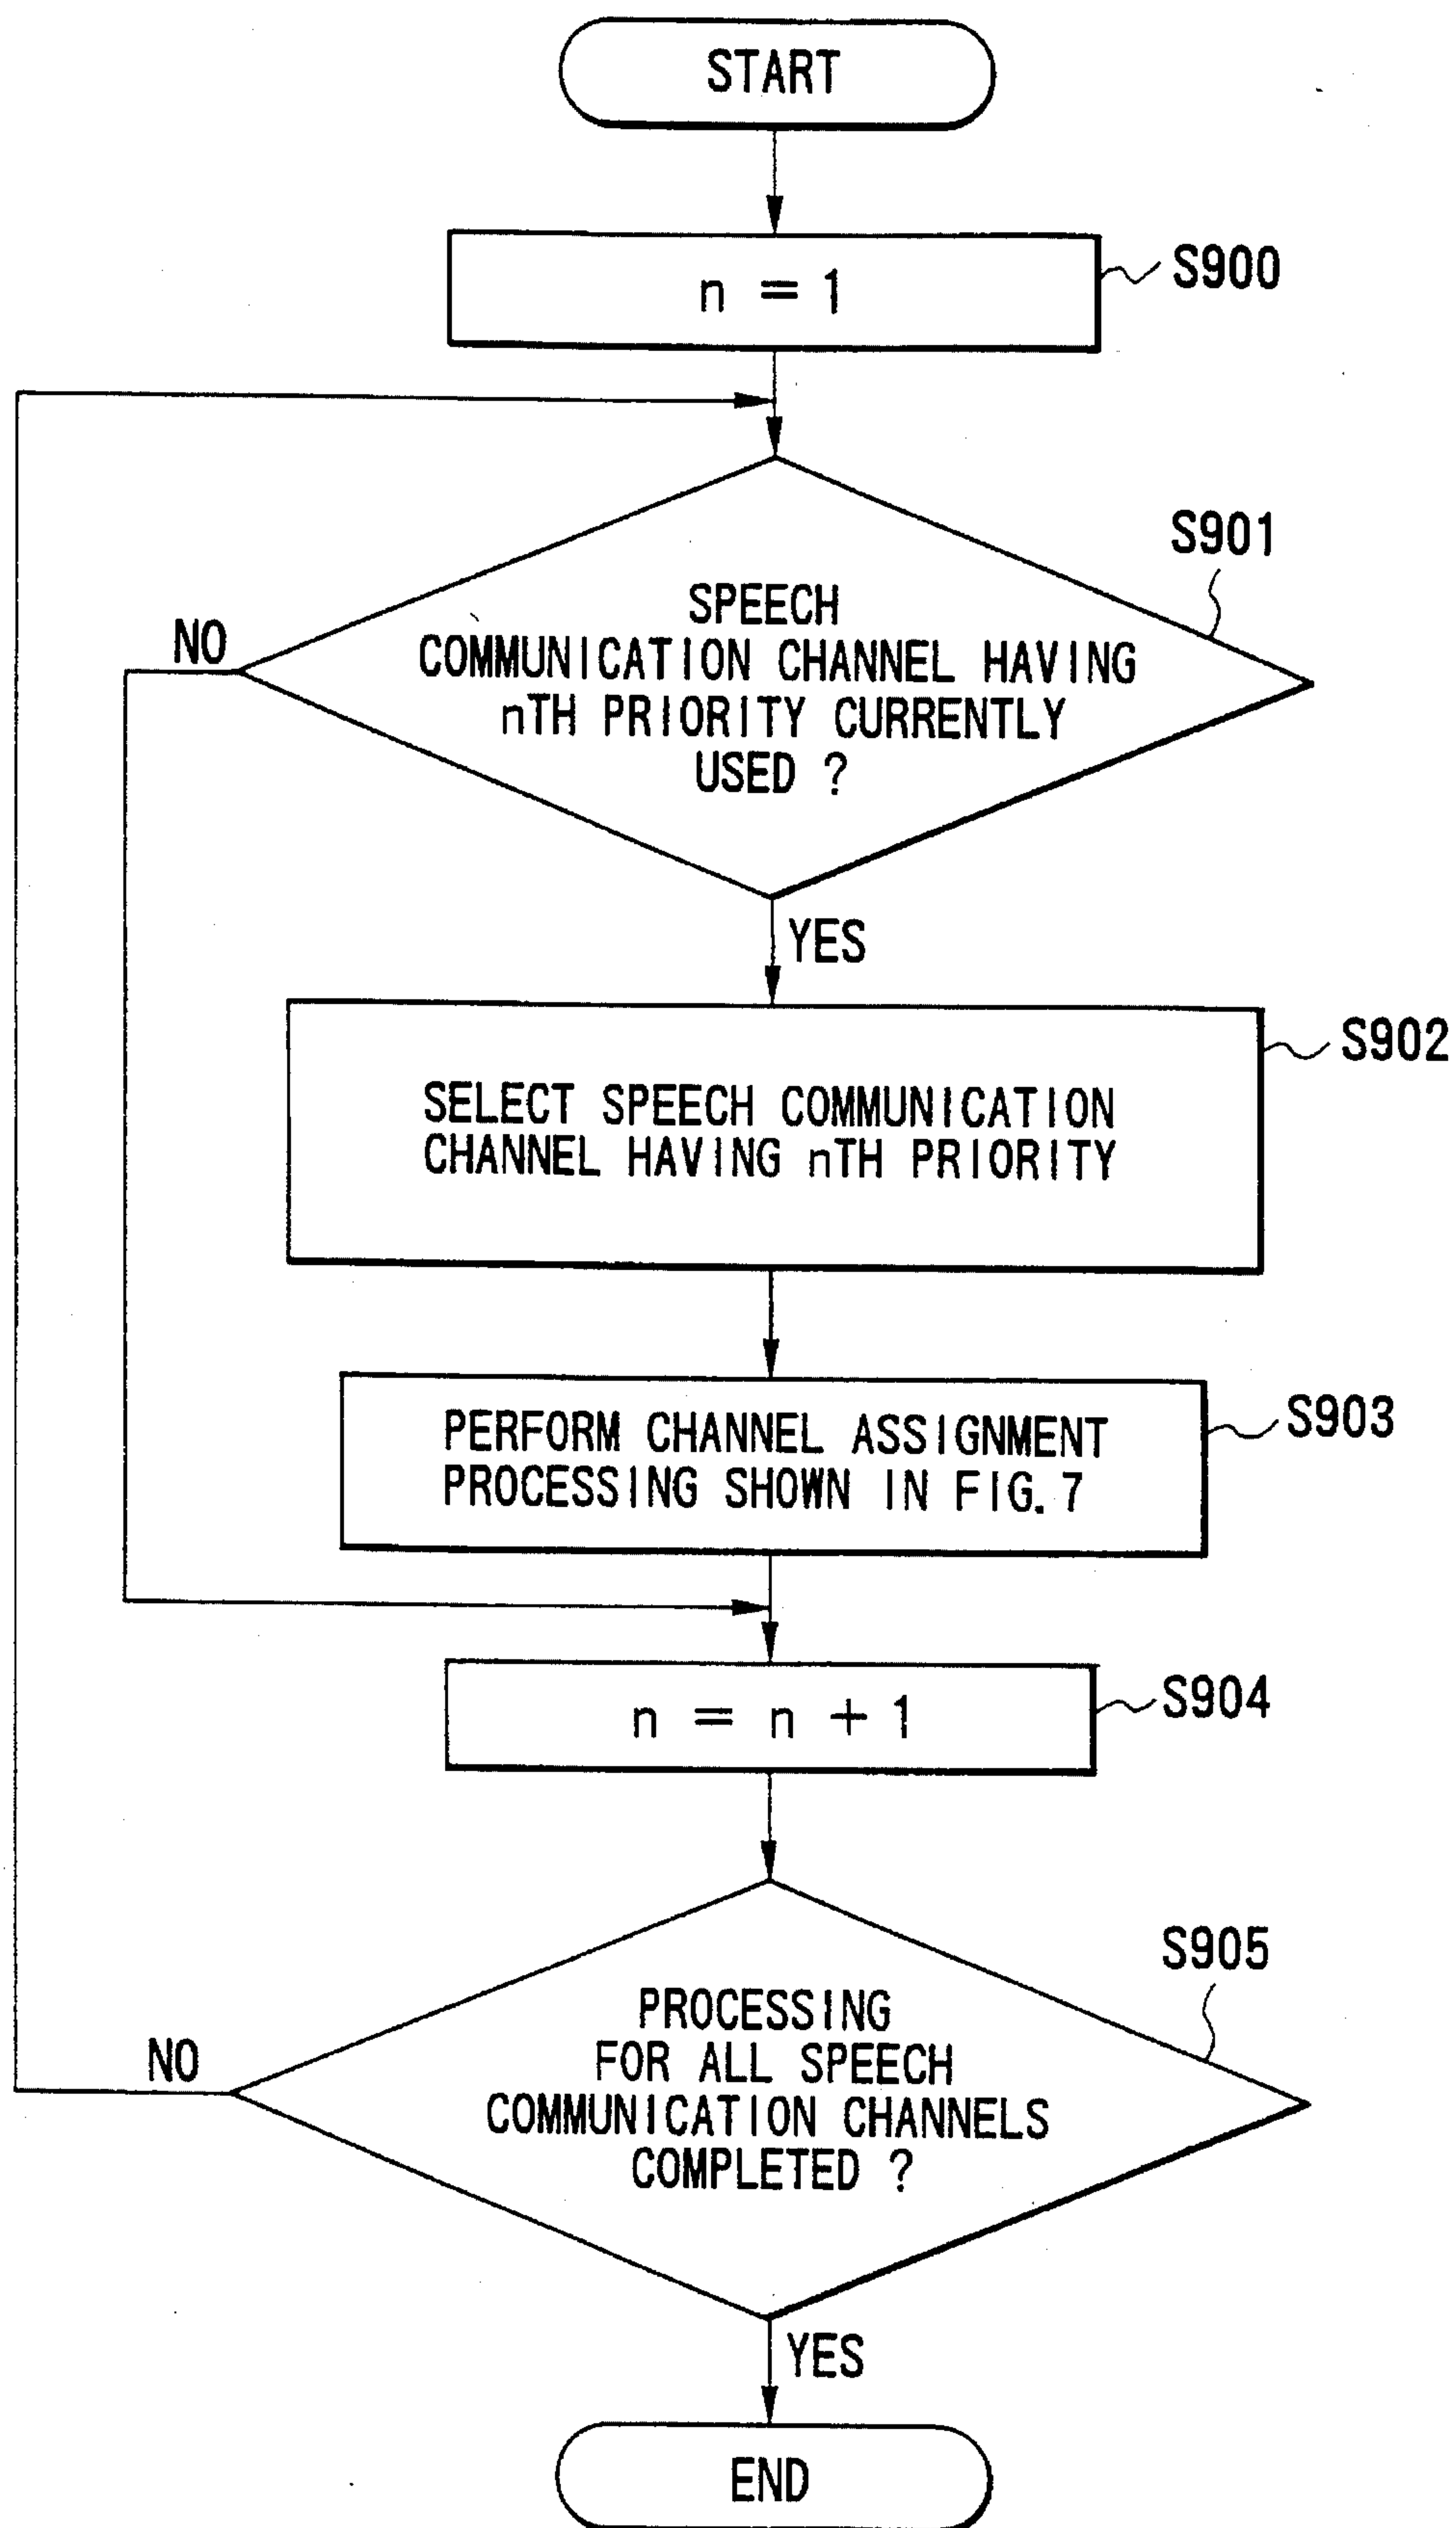 START
n = 1
S900
S901
SPEECH
COMMUNICATION CHANNEL HAVING
nTH PRIORITY CURRENTLY
USED ?
NO
YES
S902
SELECT SPEECH COMMUNICATION
CHANNEL HAVING nTH PRIORITY
S903
PERFORM CHANNEL ASSIGNMENT
PROCESSING SHOWN IN FIG. 7
n = n + 1
S904
S905
PROCESSING
FOR ALL SPEECH
COMMUNICATION CHANNELS
COMPLETED ?
NO
YES
END